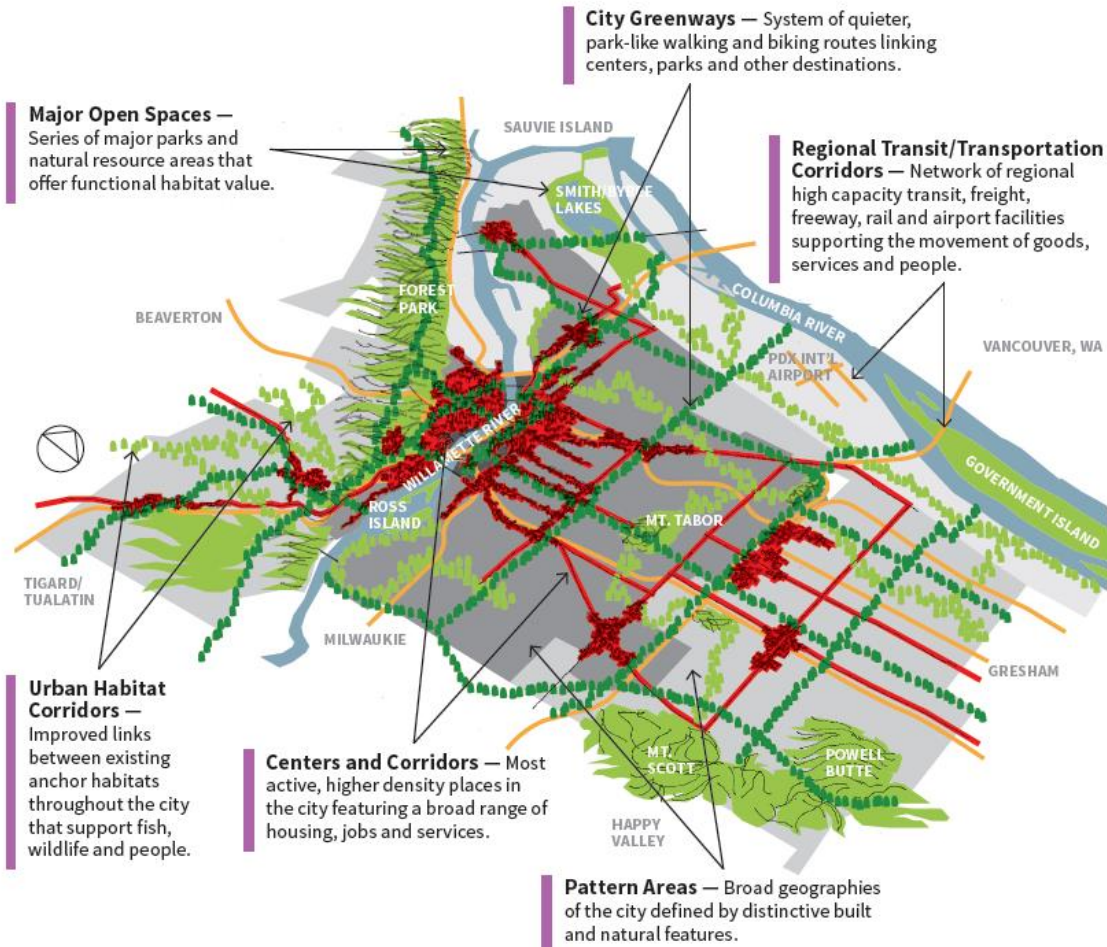 City Greenways — System of quieter,
park-like walking and biking routes linking
centers, parks and other destinations.
Major Open Spaces —
Series of major parks and
natural resource areas that
offer functional habitat value.
SAUVIE ISLAND
Regional Transit/Transportation
Corridors — Network of regional
high capacity transit, freight,
freeway, rail and airport facilities
supporting the movement of goods,
services and people.
SMITH/BYBEE
LAKES
FOREST
PARK
BEAVERTON
COLUMBIA RIVER
PDX INT'L
AIRPORT
VANCOUVER, WA
WILLAMETTE RIVER
ROSS
ISLAND
MT. TABOR
GOVERNMENT ISLAND
TIGARD/
TUALATIN
MILWAUKIE
GRESHAM
Urban Habitat
Corridors —
Improved links
between existing
anchor habitats
throughout the city
that support fish,
wildlife and people.
Centers and Corridors — Most
active, higher density places in
the city featuring a broad range of
housing, jobs and services.
MT.
SCOTT
POWELL
BUTTE
HAPPY
VALLEY
Pattern Areas — Broad geographies
of the city defined by distinctive built
and natural features.